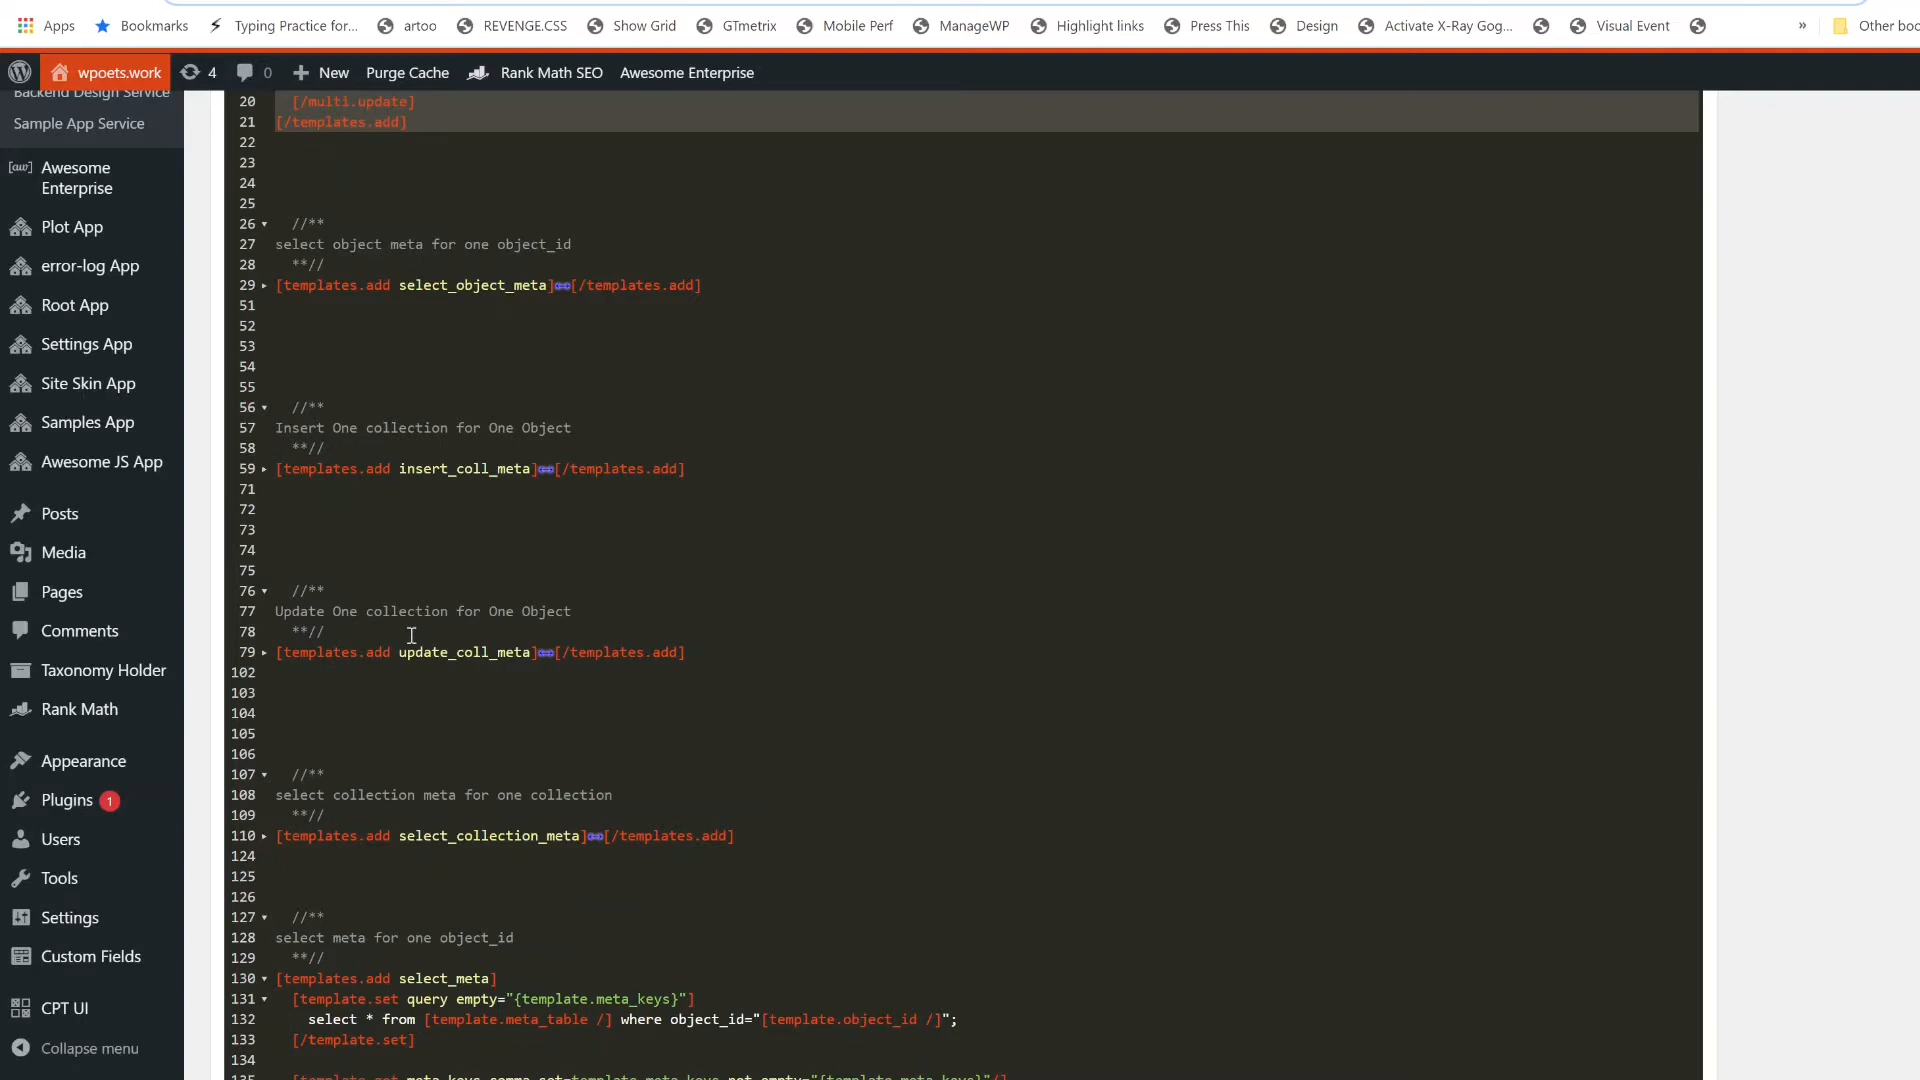 Apps Bookmarks Typing Practice for... artoo REVENGE.CSS Show Grid GTmetrix Mobile Perf ManageWP Highlight links Press This Design Activate X-Ray Gog... Visual Event » Other boo
wpoets.work 4 0 New Purge Cache Rank Math SEO Awesome Enterprise
Backend Design Service
Sample App Service
[aw] Awesome
Enterprise
Plot App
error-log App
Root App
Settings App
Site Skin App
Samples App
Awesome JS App
Posts
Media
Pages
Comments
Taxonomy Holder
Rank Math
Appearance
Plugins 1
Users
Tools
Settings
Custom Fields
CPT UI
Collapse menu
20 [/multi.update]
21 [/templates.add]
22
23
24
25
26 //**
27 select object meta for one object_id
28 **//
29 [templates.add select_object_meta][/templates.add]
51
52
53
54
55
56 //**
57 Insert One collection for One Object
58 **//
59 [templates.add insert_coll_meta][/templates.add]
71
72
73
74
75
76 //**
77 Update One collection for One Object
78 **//
79 [templates.add update_coll_meta][/templates.add]
102
103
104
105
106
107 //**
108 select collection meta for one collection
109 **//
110 [templates.add select_collection_meta][/templates.add]
124
125
126
127 //**
128 select meta for one object_id
129 **//
130 [templates.add select_meta]
131 [template.set query empty="{template.meta_keys}"]
132 select * from [template.meta_table /] where object_id="[template.object_id /]";
133 [/template.set]
134